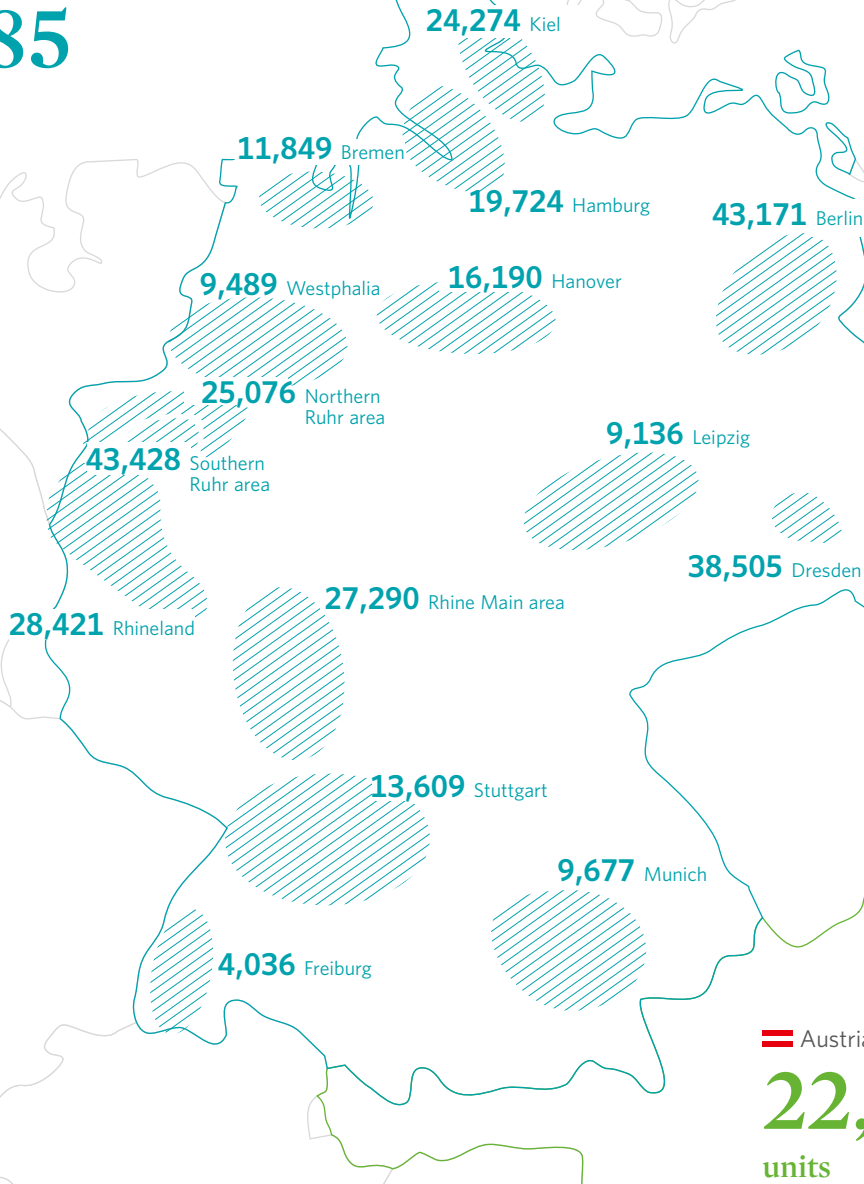 85
24,274 Kiel
11,849 Bremen
19,724 Hamburg
43,171 Berlin
9,489 Westphalia
16,190 Hanover
25,076 Northern
Ruhr area
9,136 Leipzig
43,428 Southern
Ruhr area
38,505 Dresden
27,290 Rhine Main area
28,421 Rhineland
13,609 Stuttgart
9,677 Munich
4,036 Freiburg
Austria
22,
units